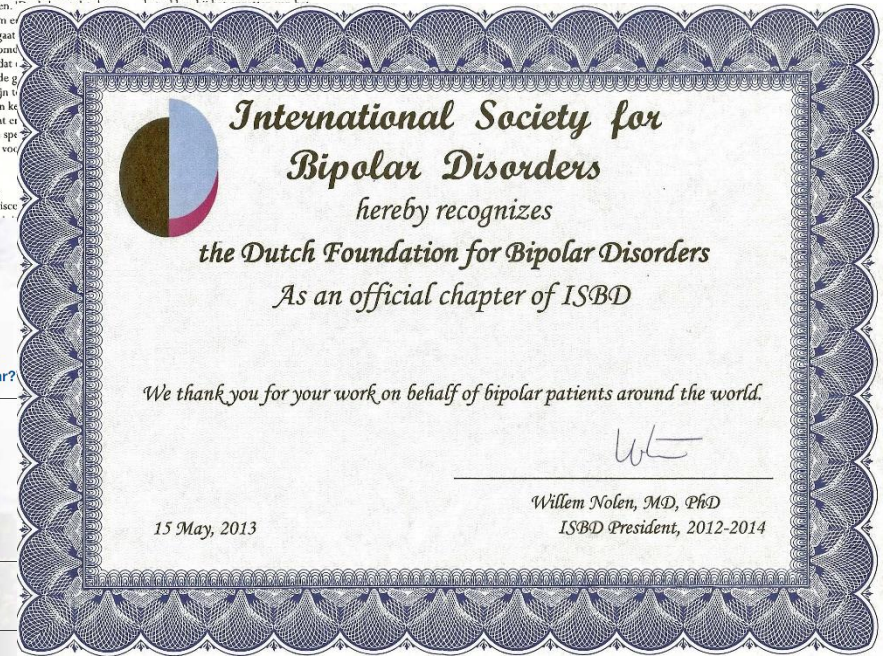 International Society for
Bipolar Disorders
hereby recognizes
the Dutch Foundation for Bipolar Disorders
As an official chapter of ISBD
We thank you for your work on behalf of bipolar patients around the world.
Willem Nolen, MD, PhD
15 May, 2013
ISBD President, 2012-2014